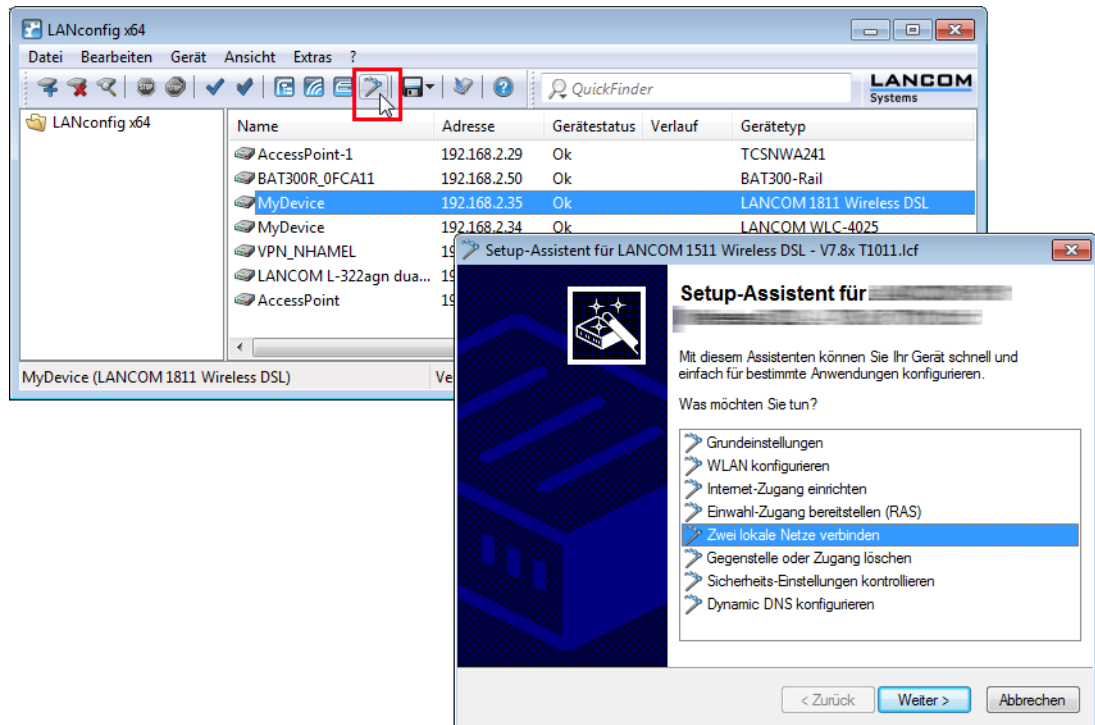 LANconfig x64
Datei Bearbeiten Gerät Ansicht Extras ?
QuickFinder
LANCOM
Systems
LANconfig x64
Name Adresse Gerätestatus Verlauf Gerätetyp
AccessPoint-1 192.168.2.29 Ok TCSNWA241
BAT300R_0FCA11 192.168.2.50 Ok BAT300-Rail
MyDevice 192.168.2.35 Ok LANCOM 1811 Wireless DSL
MyDevice 192.168.2.34 Ok LANCOM WLC-4025
VPN_NHAMEL 19
LANCOM L-322agn dua... 19
AccessPoint 19
MyDevice (LANCOM 1811 Wireless DSL) Ve
Setup-Assistent für LANCOM 1511 Wireless DSL - V7.8x T1011.lcf
Setup-Assistent für
Mit diesem Assistenten können Sie Ihr Gerät schnell und
einfach für bestimmte Anwendungen konfigurieren.
Was möchten Sie tun?
Grundeinstellungen
WLAN konfigurieren
Internet-Zugang einrichten
Einwahl-Zugang bereitstellen (RAS)
Zwei lokale Netze verbinden
Gegenstelle oder Zugang löschen
Sicherheits-Einstellungen kontrollieren
Dynamic DNS konfigurieren
< Zurück Weiter > Abbrechen